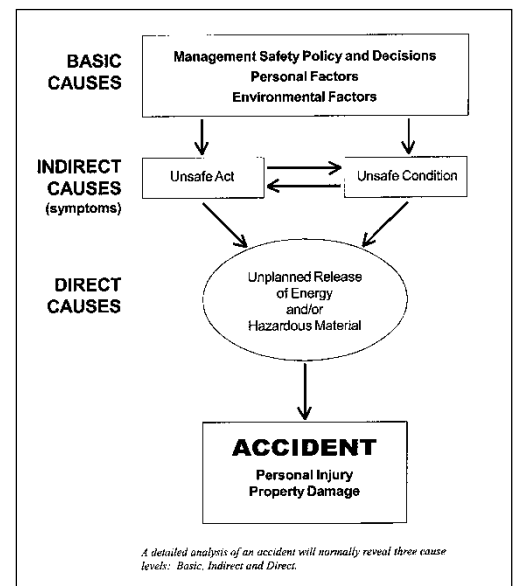 BASIC
CAUSES
Management Safety Policy and Decisions
Personal Factors
Environmental Factors
INDIRECT
CAUSES
(symptoms)
Unsafe Act
Unsafe Condition
DIRECT
CAUSES
Unplanned Release
of Energy
and/or
Hazardous Material
ACCIDENT
Personal Injury
Property Damage
A detailed analysis of an accident will normally reveal three cause
levels: Basic, Indirect and Direct.